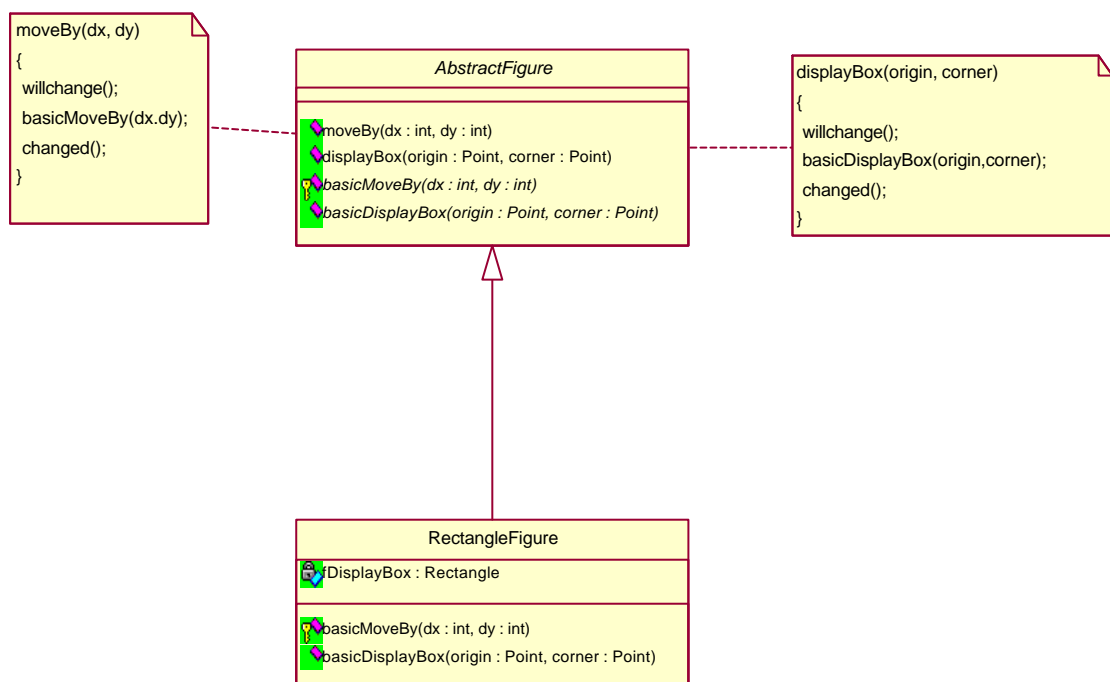 moveBy(dx, dy)
{
willchange();
basicMoveBy(dx.dy);
changed();
}
AbstractFigure
moveBy(dx : int, dy : int)
displayBox(origin : Point, corner : Point)
basicMoveBy(dx : int, dy : int)
basicDisplayBox(origin : Point, corner : Point)
displayBox(origin, corner)
{
willchange();
basicDisplayBox(origin,corner);
changed();
}
RectangleFigure
fDisplayBox : Rectangle
basicMoveBy(dx : int, dy : int)
basicDisplayBox(origin : Point, corner : Point)